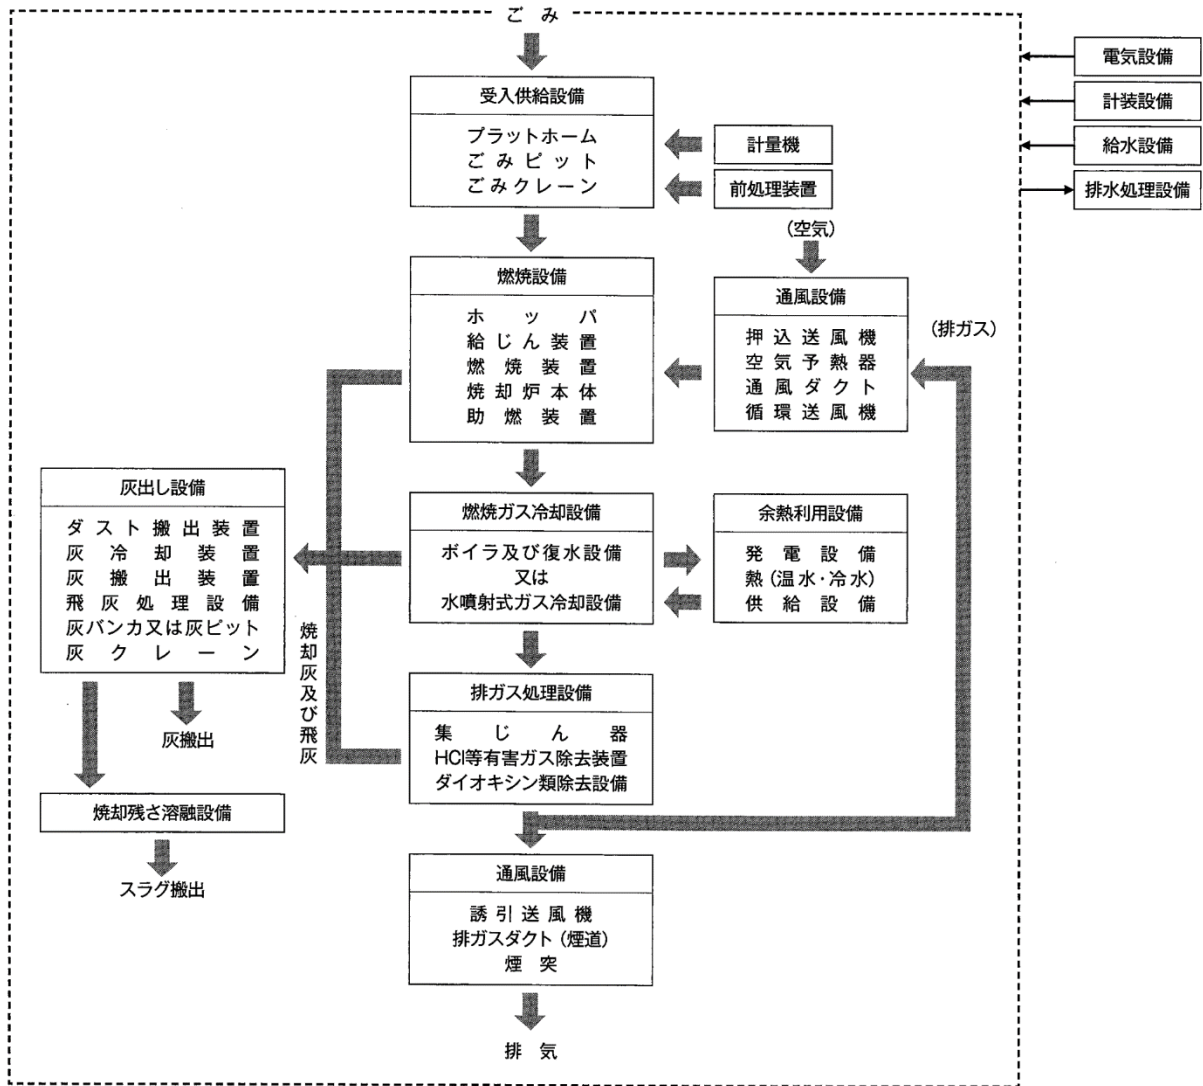 ごみ
電気設備
計装設備
給水設備
排水処理設備
受入供給設備
プラットホーム
ごみピット
ごみクレーン
計量機
前処理装置
(空気)
燃焼設備
ホッパ
給じん装置
燃焼装置
焼却炉本体
助燃装置
通風設備
押込送風機
空気予熱器
通風ダクト
循環送風機
(排ガス)
灰出し設備
ダスト搬出装置
灰冷却装置
灰搬出装置
飛灰処理設備
灰バンカ又は灰ピット
灰クレーン
燃焼ガス冷却設備
ボイラ及び復水設備
又は
水噴射式ガス冷却設備
余熱利用設備
発電設備
熱(温水・冷水)
供給設備
焼却灰及び飛灰
排ガス処理設備
集じん器
HCl等有害ガス除去装置
ダイオキシン類除去設備
灰搬出
焼却残さ溶融設備
スラグ搬出
通風設備
誘引送風機
排ガスダクト(煙道)
煙突
排気